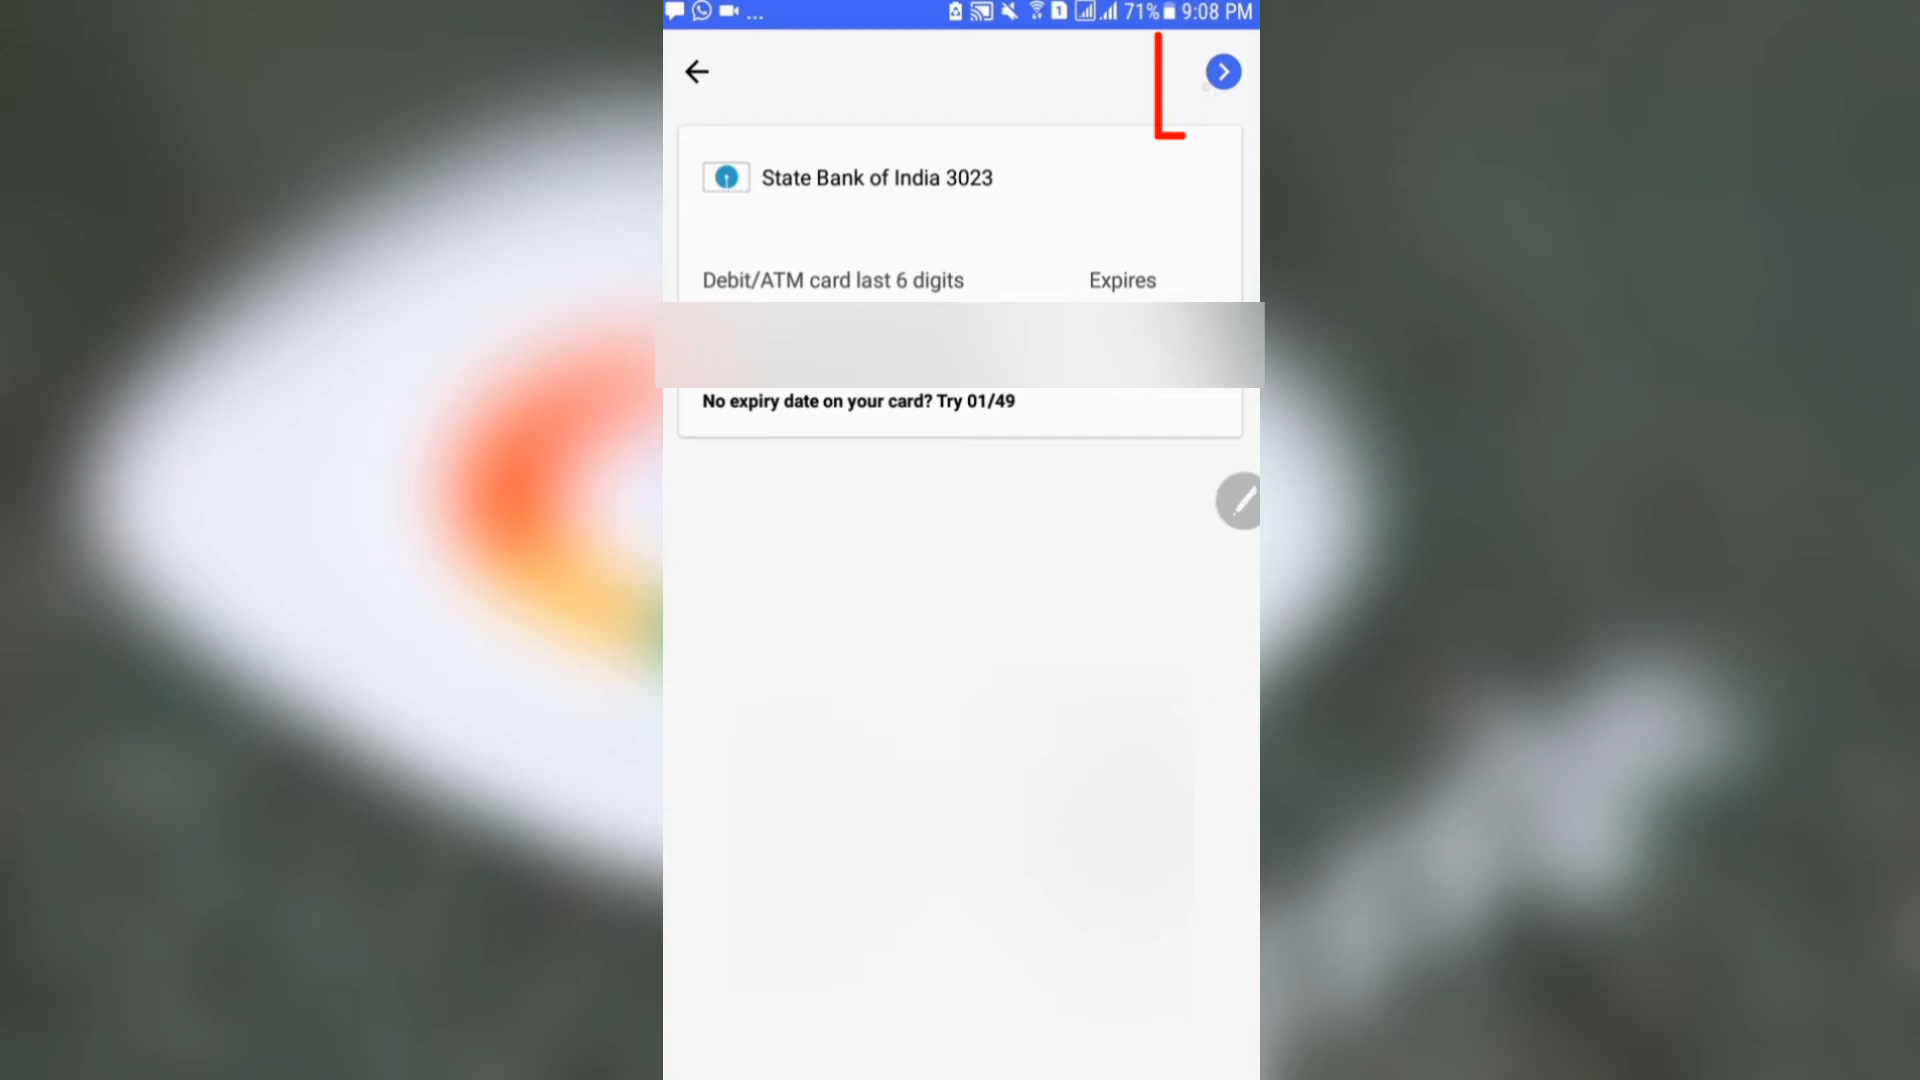 ... 71% 9:08 PM
State Bank of India 3023
Debit/ATM card last 6 digits Expires
No expiry date on your card? Try 01/49